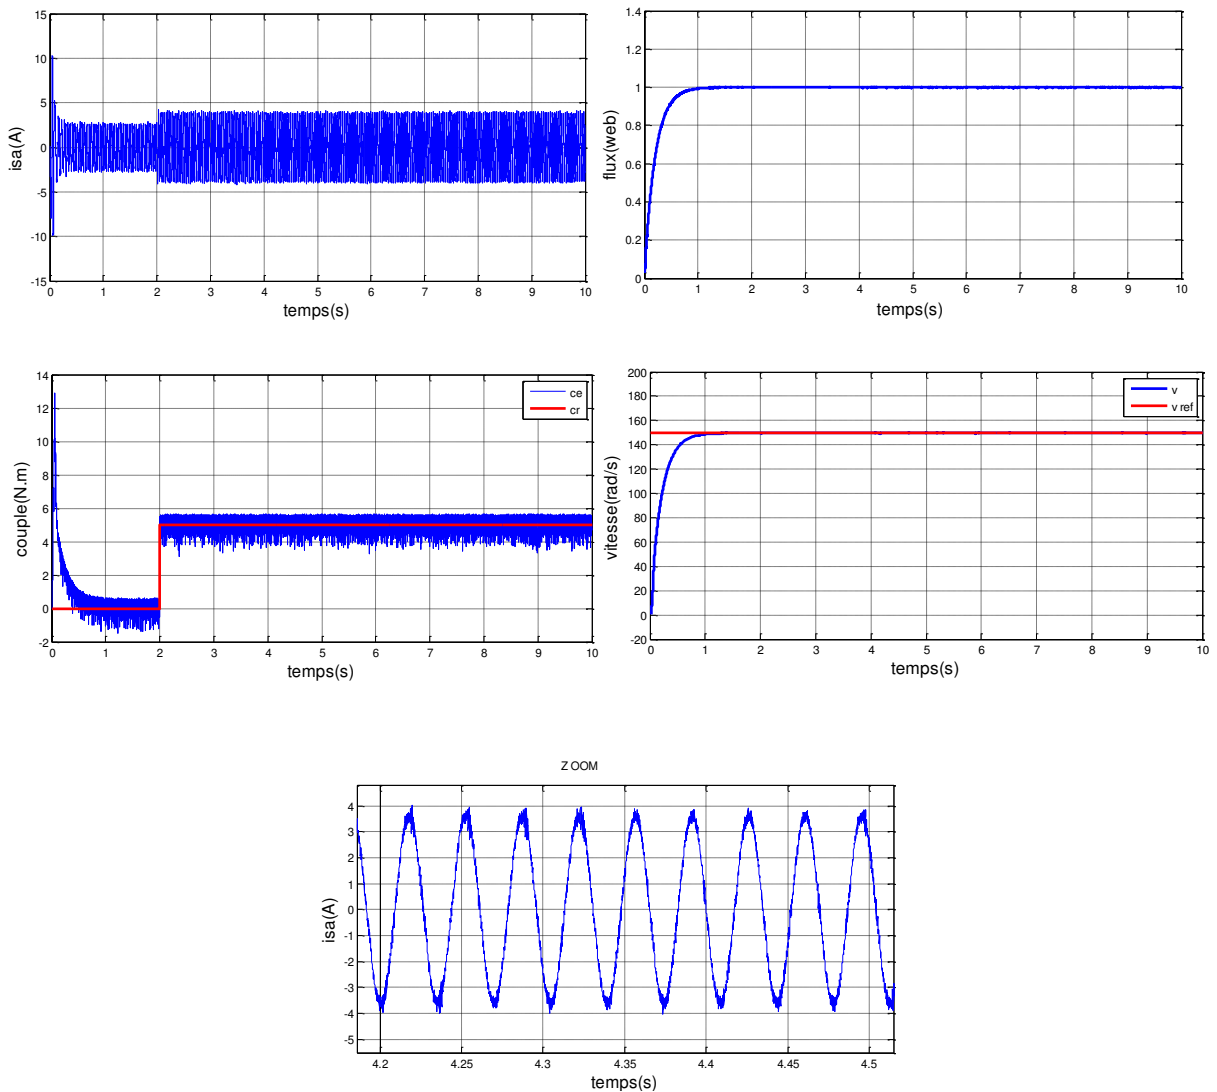 15
10
5
0
-5
-10
-15
isa(A)
0 1 2 3 4 5 6 7 8 9 10
temps(s)
1.4
1.2
1
0.8
0.6
0.4
0.2
0
flux(web)
0 1 2 3 4 5 6 7 8 9 10
temps(s)
14
12
10
8
6
4
2
0
-2
couple(N.m)
ce
cr
0 1 2 3 4 5 6 7 8 9 10
temps(s)
200
180
160
140
120
100
80
60
40
20
0
-20
vitesse(rad/s)
v
v ref
0 1 2 3 4 5 6 7 8 9 10
temps(s)
ZOOM
4
3
2
1
0
-1
-2
-3
-4
-5
isa(A)
4.2 4.25 4.3 4.35 4.4 4.45 4.5
temps(s)